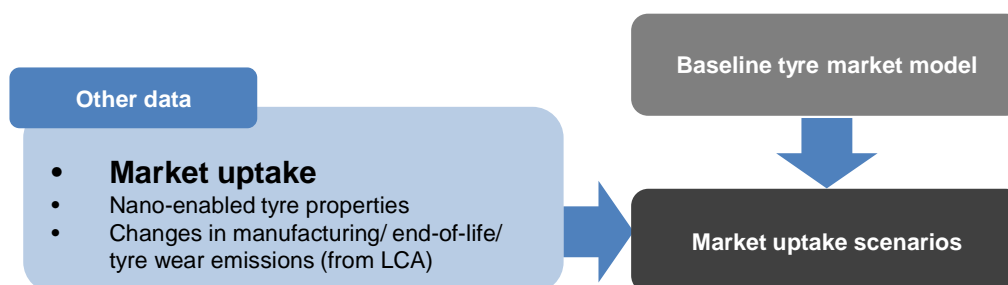 Baseline tyre market model
Other data
• Market uptake
• Nano-enabled tyre properties
• Changes in manufacturing/ end-of-life/
tyre wear emissions (from LCA)
Market uptake scenarios